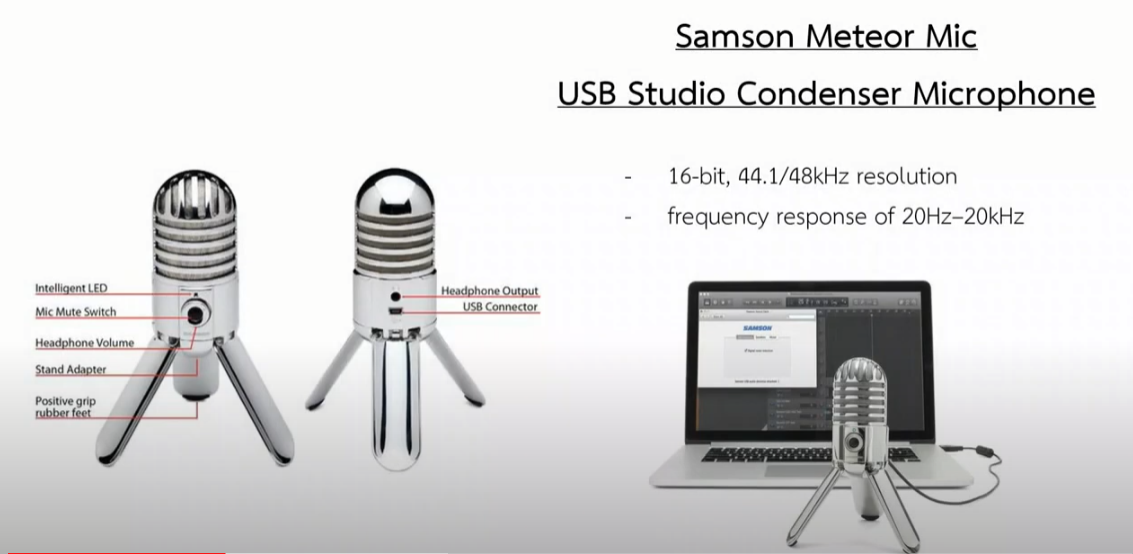 Samson Meteor Mic
USB Studio Condenser Microphone
- 16-bit, 44.1/48kHz resolution
- frequency response of 20Hz–20kHz
Intelligent LED
Mic Mute Switch
Headphone Volume
Stand Adapter
Positive grip
rubber feet
Headphone Output
USB Connector
SAMSON